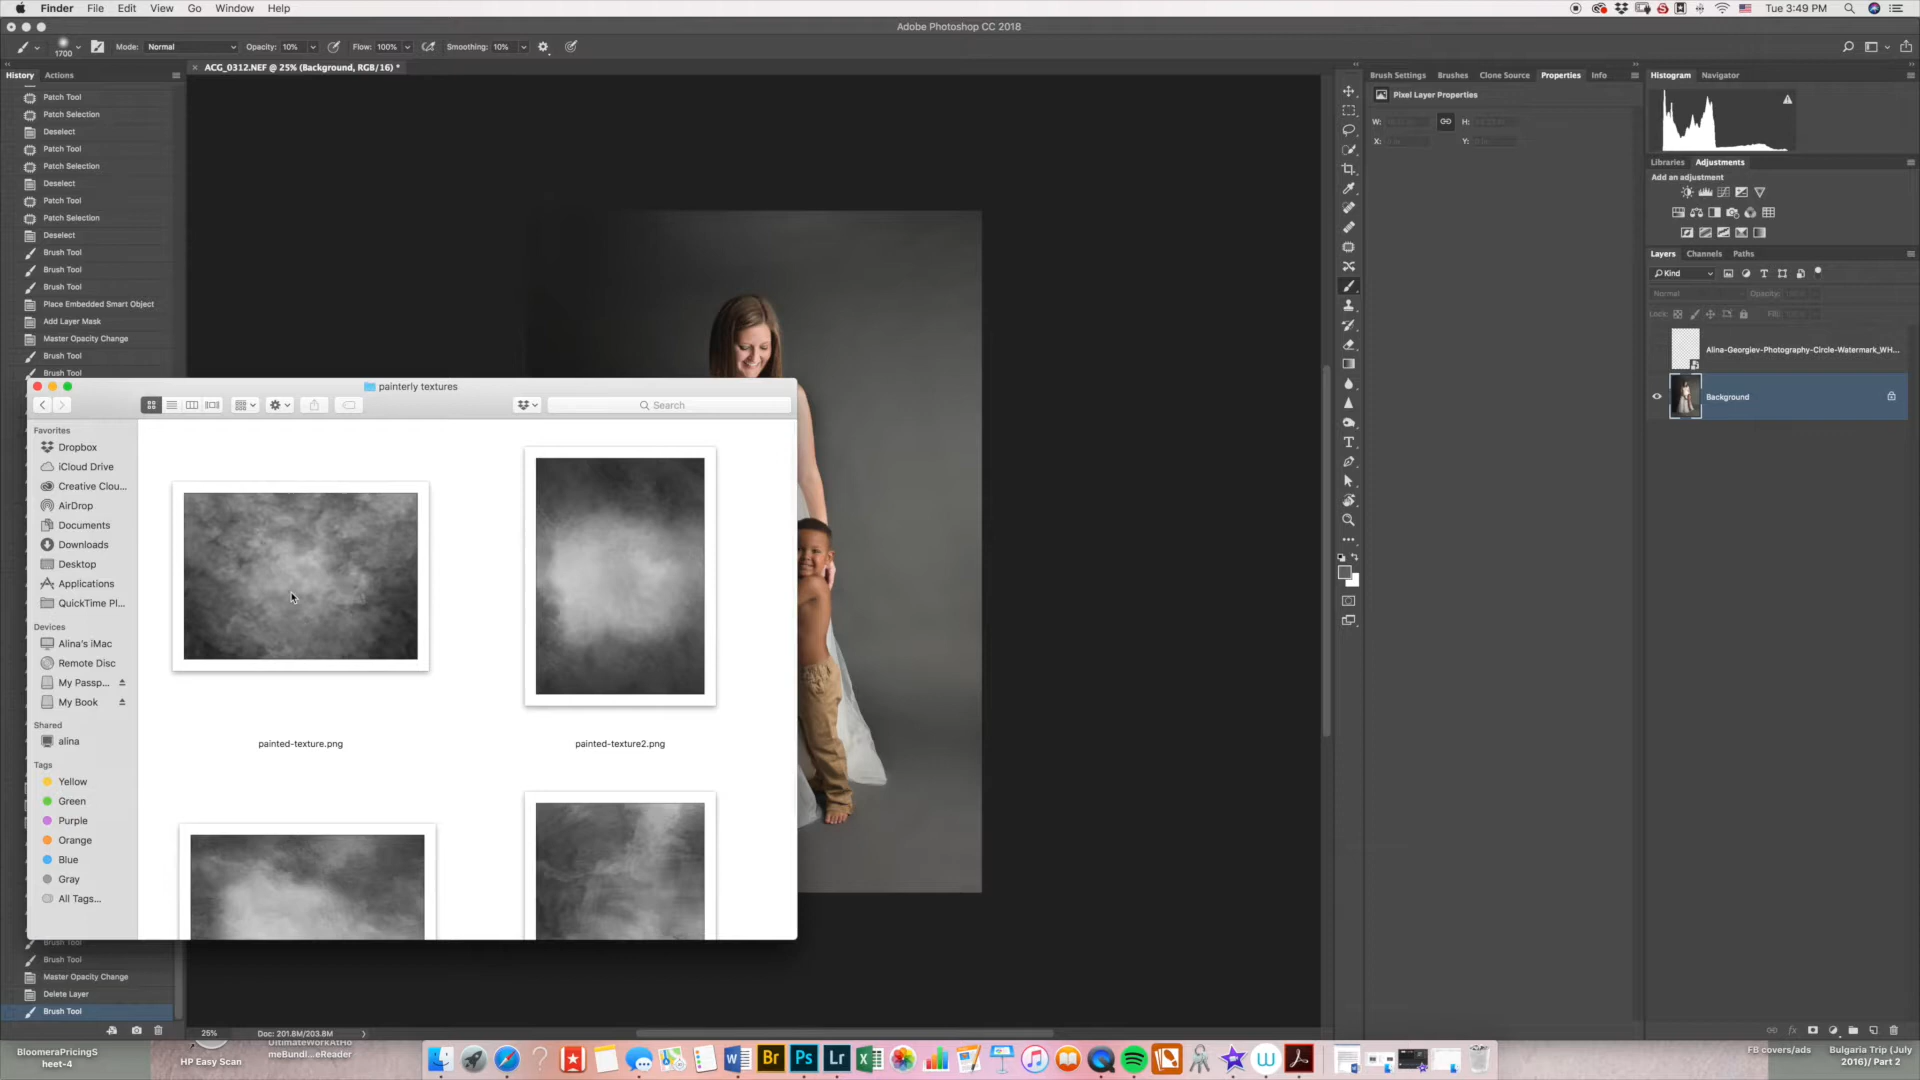 Finder File Edit View Go Window Help
Tue 3:49 PM
Adobe Photoshop CC 2018
1700
Mode: Normal
Opacity: 10%
Flow: 100%
Smoothing: 10%
History Actions
× ACG_0312.NEF @ 25% (Background, RGB/16) *
Patch Tool
Patch Selection
Deselect
Patch Tool
Patch Selection
Deselect
Patch Tool
Patch Selection
Deselect
Brush Tool
Brush Tool
Brush Tool
Place Embedded Smart Object
Add Layer Mask
Master Opacity Change
Brush Tool
Brush Tool
painterly textures
Search
Favorites
Dropbox
iCloud Drive
Creative Clou...
AirDrop
Documents
Downloads
Desktop
Applications
QuickTime Pl...
Devices
Alina's iMac
Remote Disc
My Passp...
My Book
Shared
alina
Tags
Yellow
Green
Purple
Orange
Blue
Gray
All Tags...
painted-texture.png
painted-texture2.png
Brush Tool
Brush Tool
Master Opacity Change
Delete Layer
Brush Tool
25%
Doc: 201.8M/203.8M
Brush Settings Brushes Clone Source Properties Info
Pixel Layer Properties
W:
H:
X:
Y:
Histogram Navigator
Libraries Adjustments
Add an adjustment
Layers Channels Paths
Kind
Normal
Opacity: 100%
Lock:
Fill:
Alina-Georgiev-Photography-Circle-Watermark_WH...
Background
BloomeraPricingS
heet-4
HP Easy Scan
UltimateWorkAtHo
meBundl...eReader
FB covers/ads
Bulgaria Trip (July
2016)/ Part 2